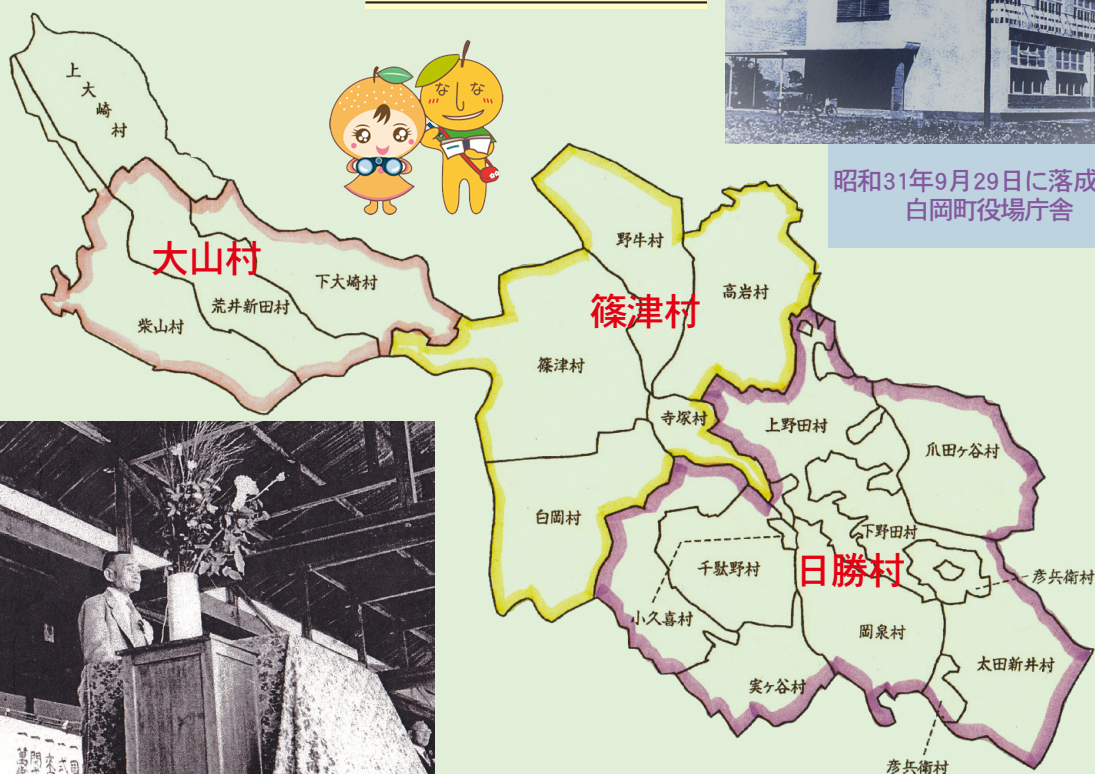 上大崎村
なな
昭和31年9月29日に落成
白岡町役場庁舎
野牛村
大山村
下大崎村
高岩村
荒井新田村
篠津村
柴山村
篠津村
寺塚村
上野田村
爪田ヶ谷村
白岡村
下野田村
千駄野村
日勝村
彦兵衛村
小久喜村
岡泉村
太田新井村
実ヶ谷村
彦兵衛村